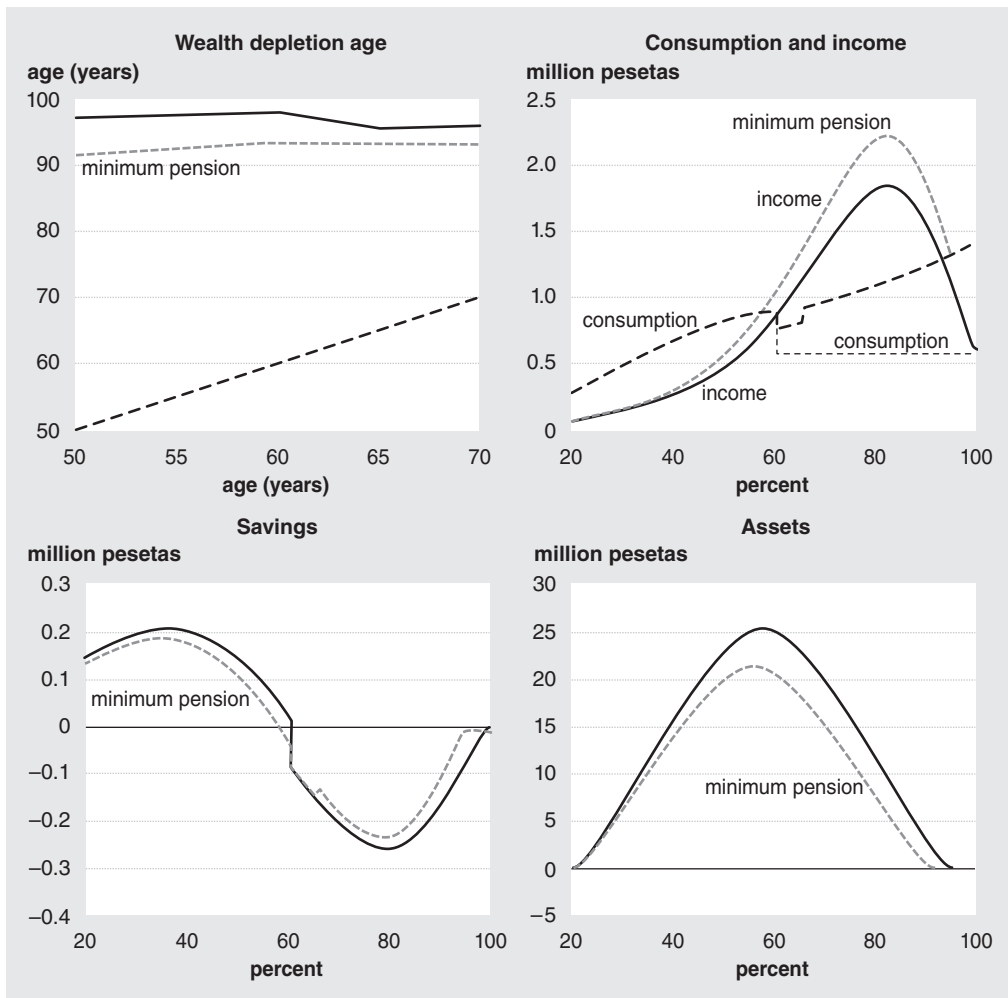 Wealth depletion age
age (years)
100
90
80
70
60
50
minimum pension
50 55 60 65 70
age (years)
Consumption and income
million pesetas
2.5
2.0
1.5
1.0
0.5
0
minimum pension
income
consumption
consumption
income
20 40 60 80 100
percent
Savings
million pesetas
0.3
0.2
0.1
0
–0.1
–0.2
–0.3
–0.4
minimum pension
20 40 60 80 100
percent
Assets
million pesetas
30
25
20
15
10
5
0
–5
minimum pension
20 40 60 80 100
percent